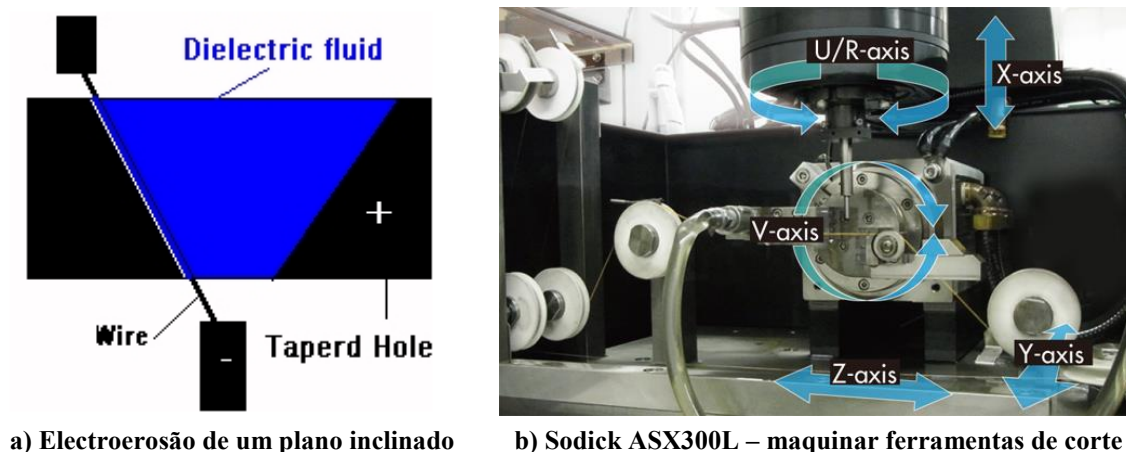 Dielectric fluid
+
Wire
-
Taperd Hole
U/R-axis
X-axis
V-axis
Z-axis
Y-axis
a) Electroerosão de um plano inclinado
b) Sodick ASX300L – maquinar ferramentas de corte